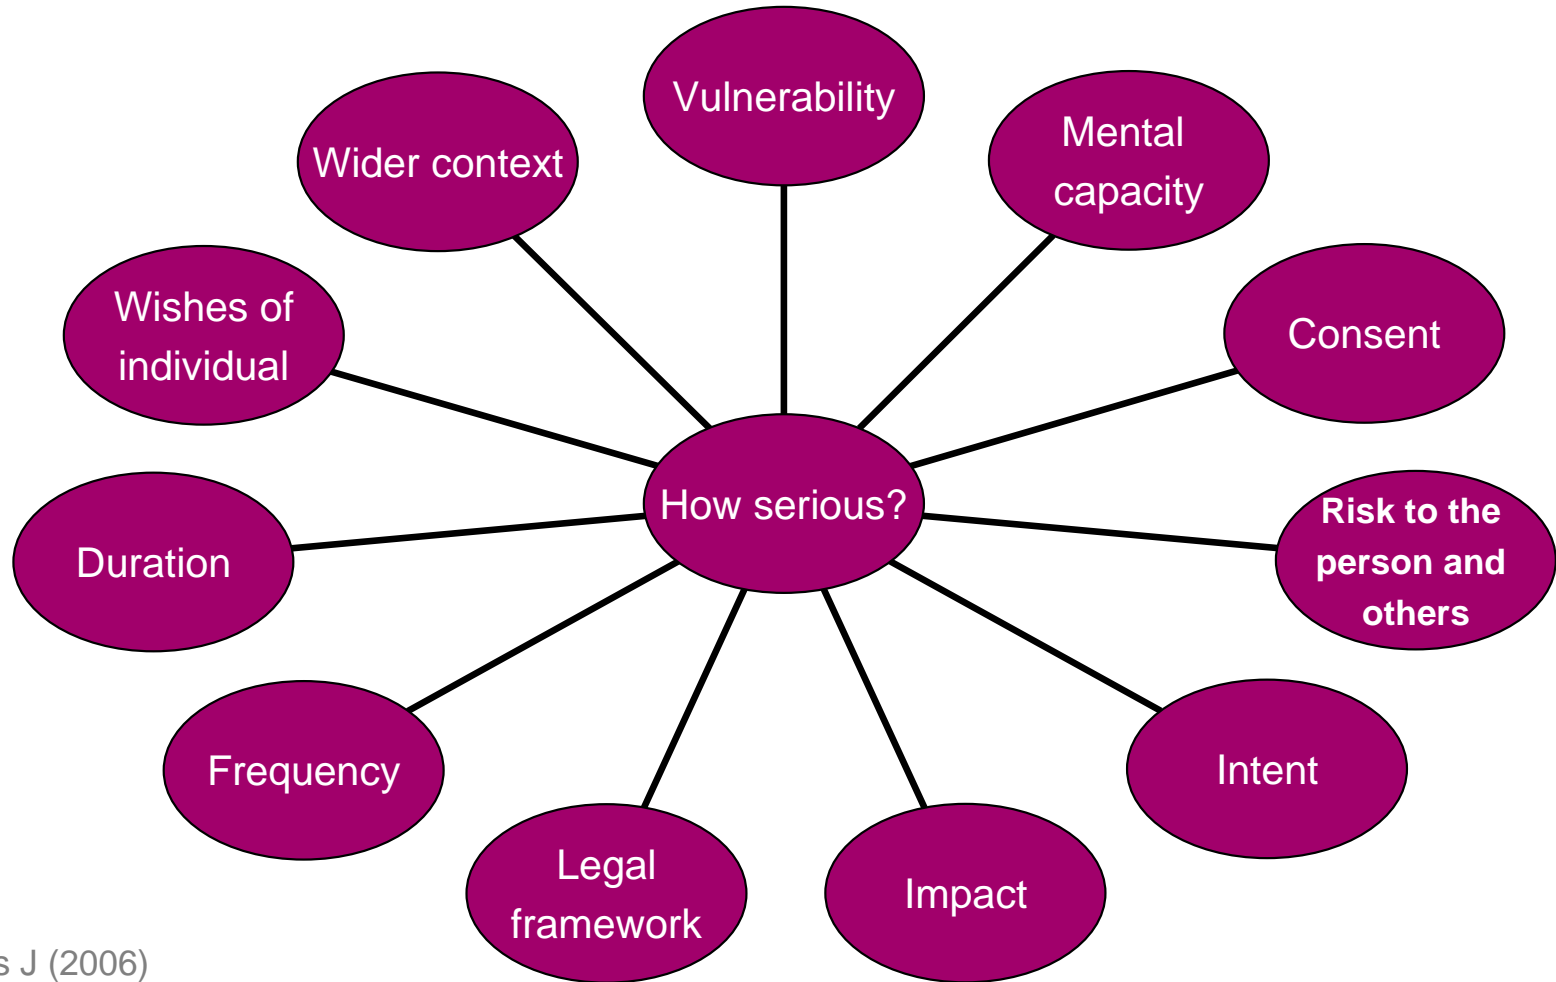 Vulnerability
Mental
capacity
Wider context
Consent
Wishes of
individual
How serious?
Risk to the
person and
others
Duration
Frequency
Intent
Legal
framework
Impact
J (2006)